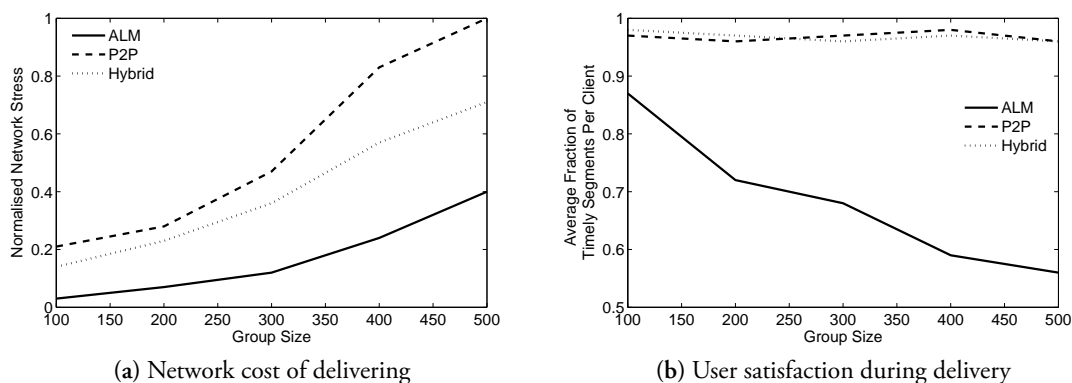 1
0.8
0.6
0.4
0.2
0
Normalised Network Stress
ALM
P2P
Hybrid
100 150 200 250 300 350 400 450 500
Group Size
(a) Network cost of delivering
1
0.9
0.8
0.7
0.6
0.5
Average Fraction of
Timely Segments Per Client
ALM
P2P
Hybrid
100 150 200 250 300 350 400 450 500
Group Size
(b) User satisfaction during delivery